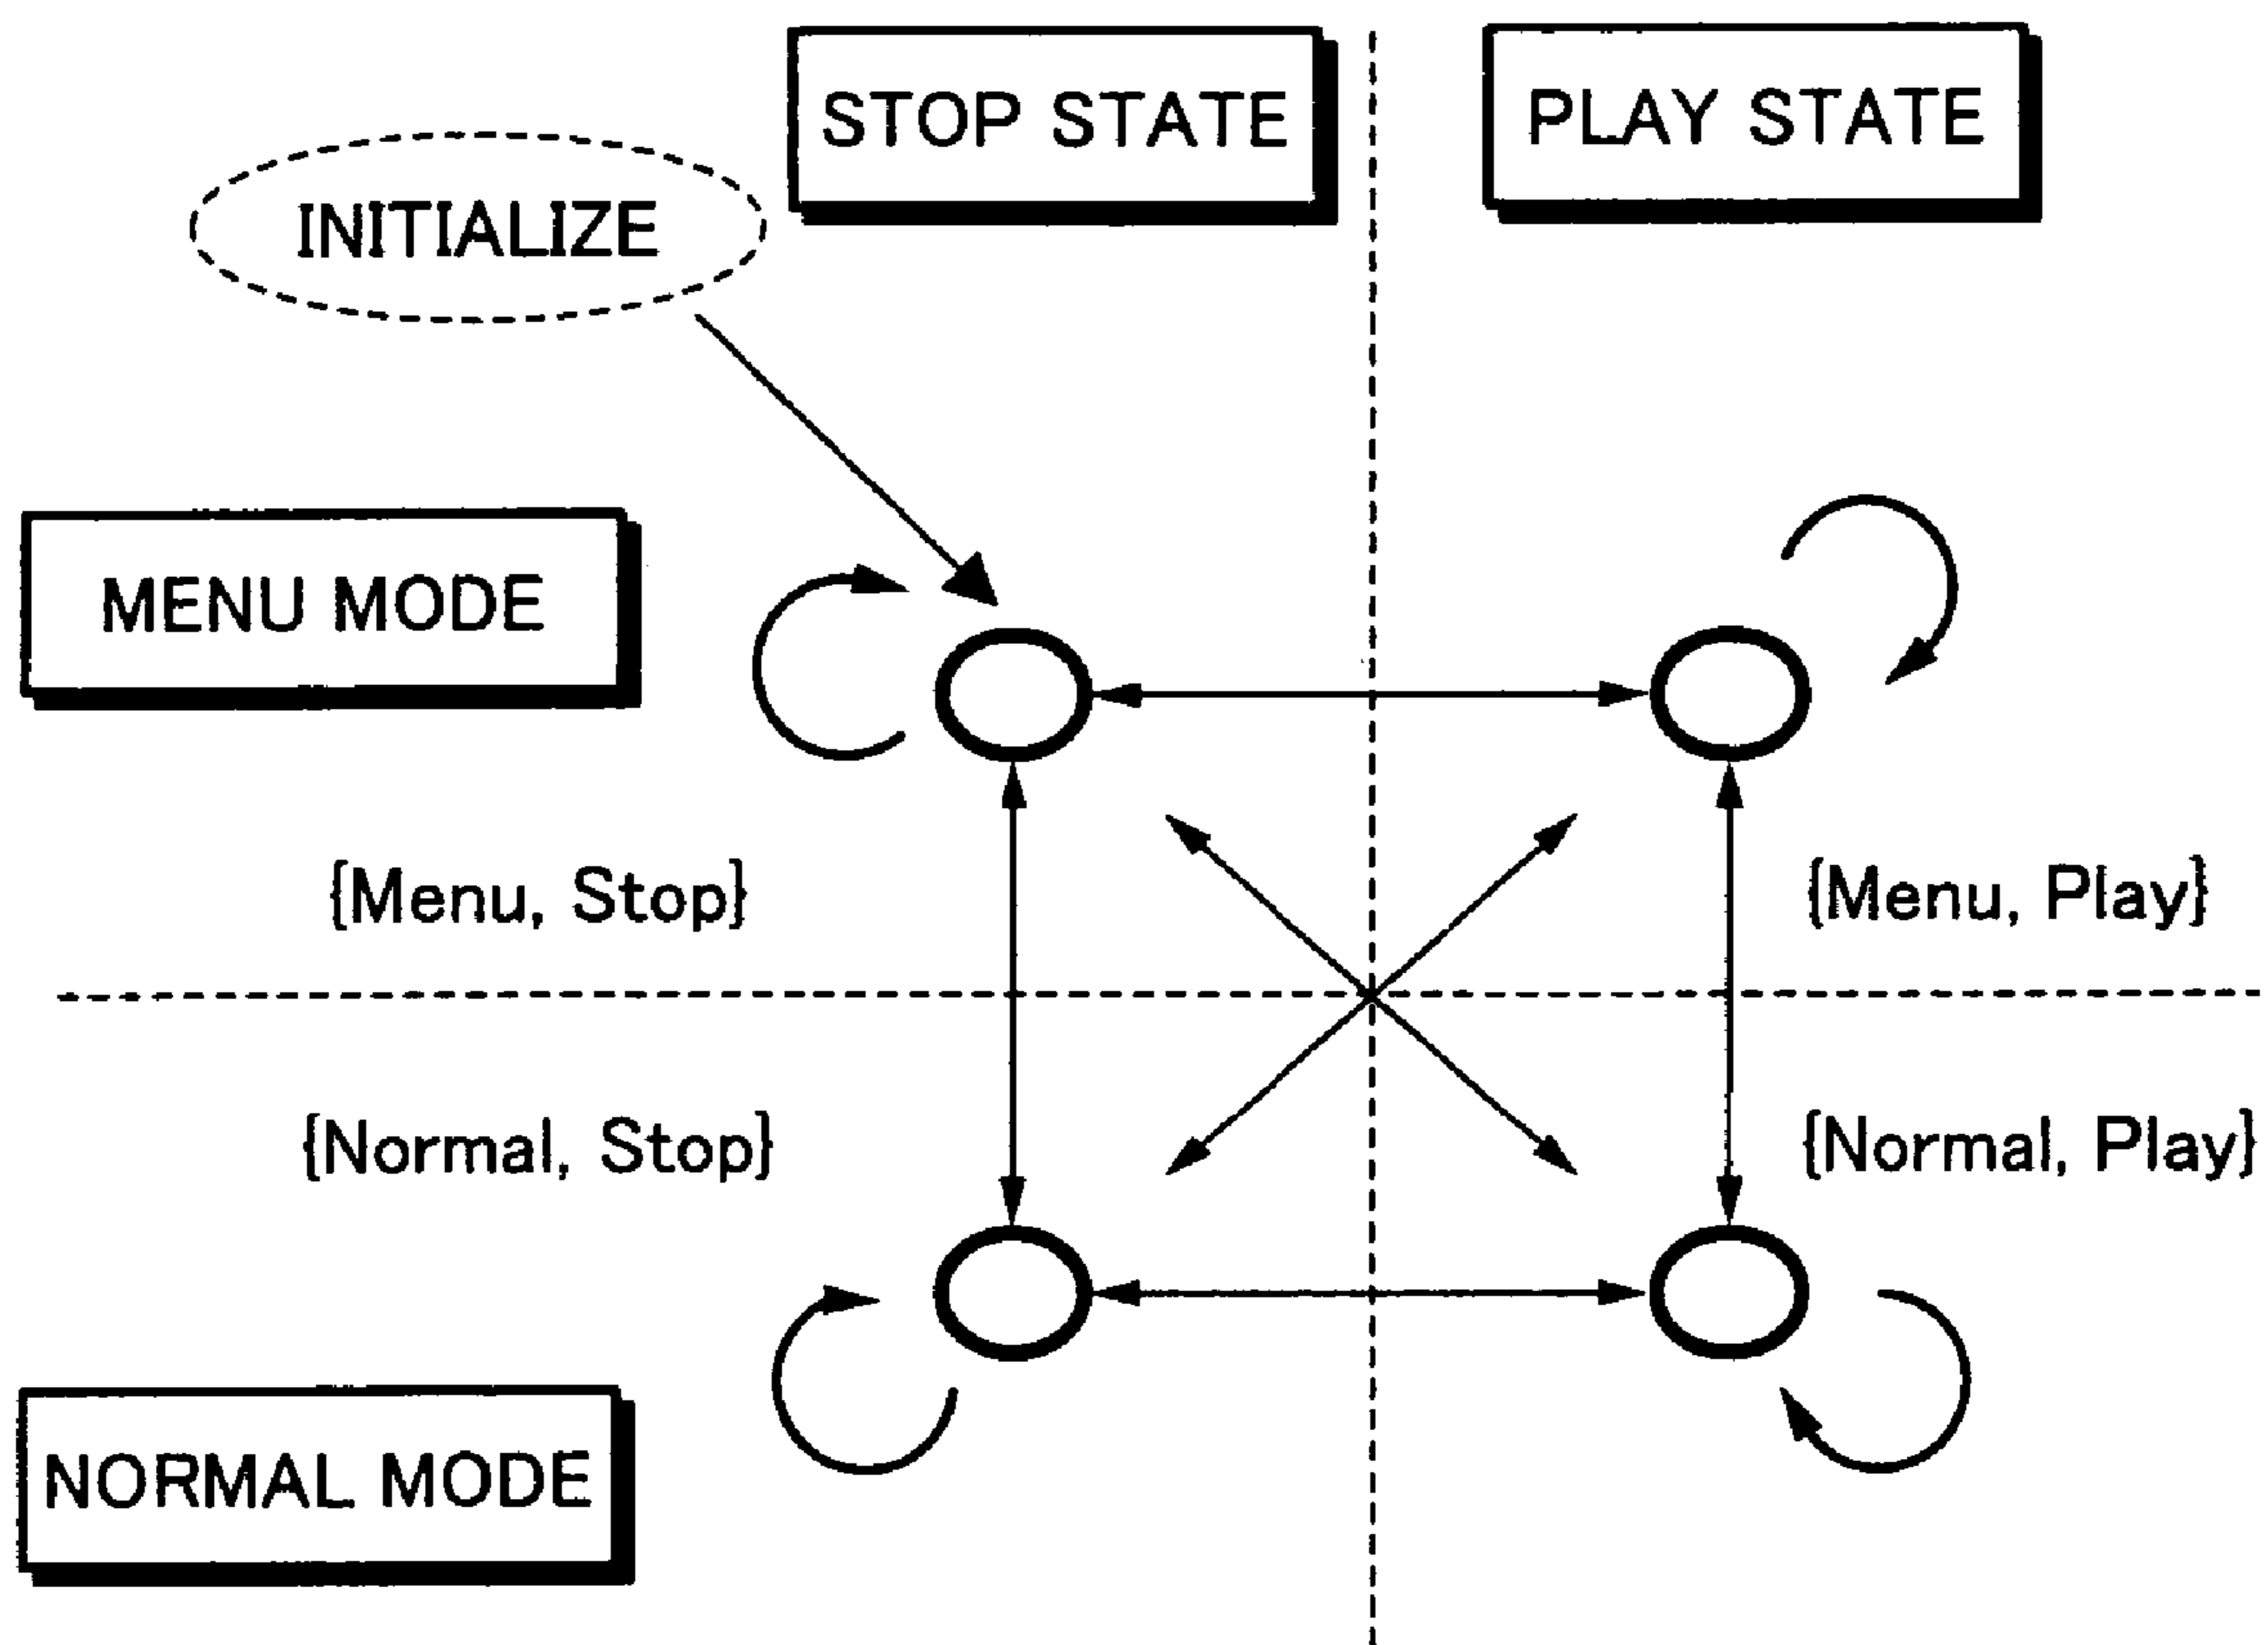 STOP STATE
PLAY STATE
INITIALIZE
MENU MODE
{Menu, Stop}
{Menu, Play}
{Normal, Stop}
{Normal, Play}
NORMAL MODE